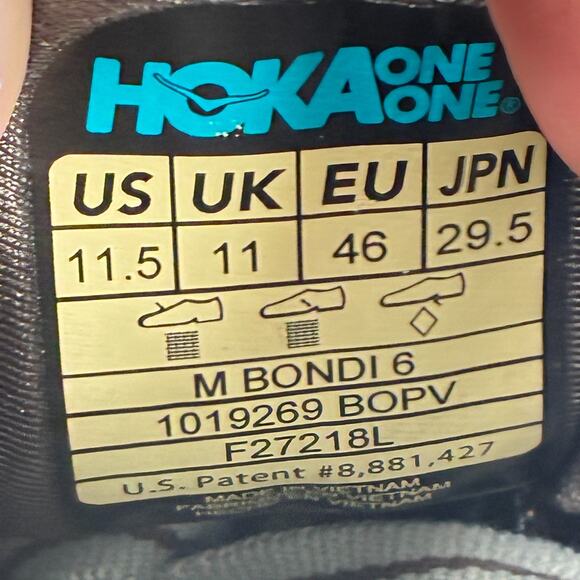 HOKA ONE ONE®
US UK EU JPN
11.5 11 46 29.5
M BONDI 6
1019269 BOPV
F27218L
U.S. Patent #8,881,427
MADE IN VIETNAM